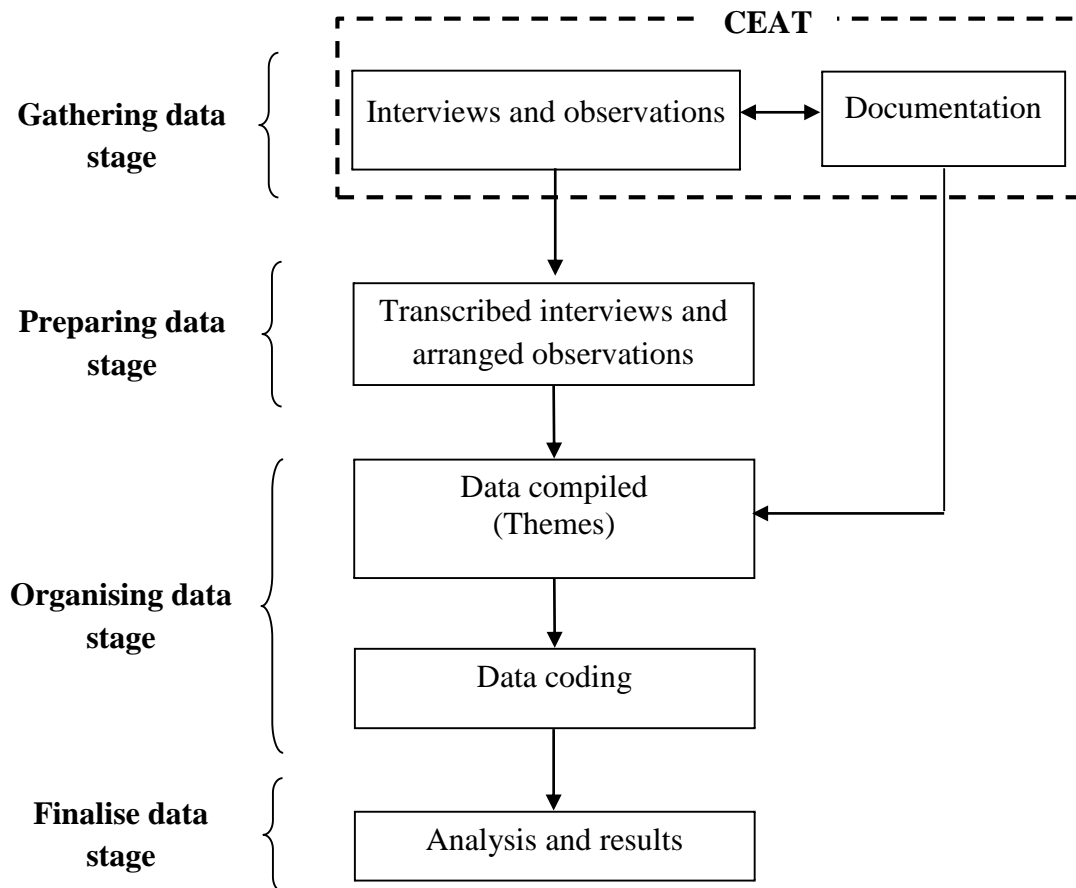 CEAT
Gathering data
stage
Interviews and observations
Documentation
Preparing data
stage
Transcribed interviews and
arranged observations
Organising data
stage
Data compiled
(Themes)
Data coding
Finalise data
stage
Analysis and results